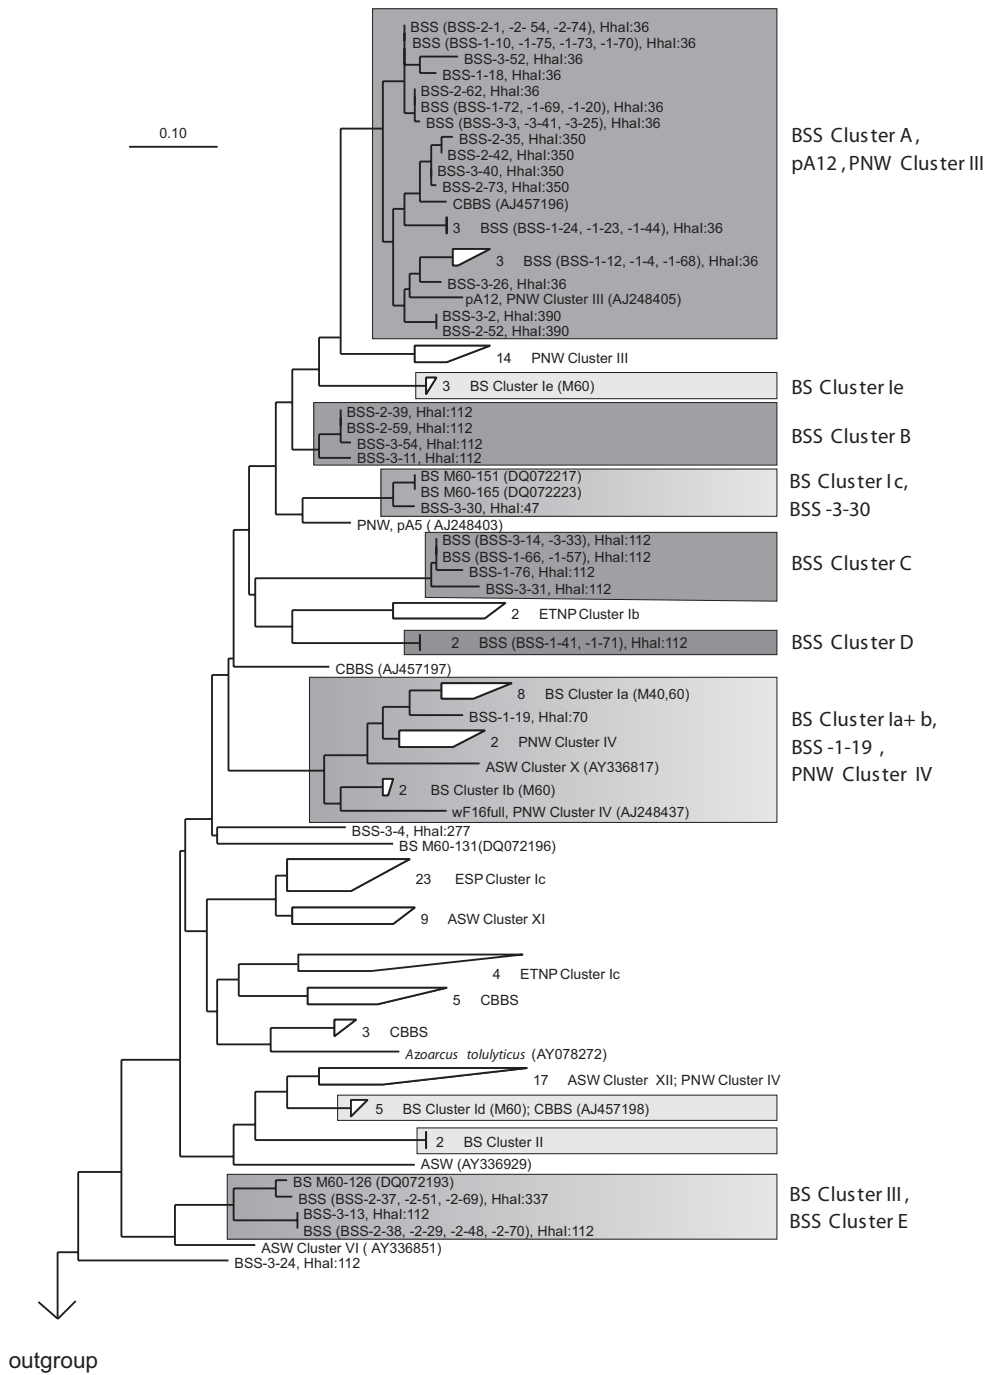 BSS (BSS-2-1, -2- 54, -2-74), HhaI:36
BSS (BSS-1-10, -1-75, -1-73, -1-70), HhaI:36
BSS-3-52, HhaI:36
BSS-1-18, HhaI:36
BSS-2-62, HhaI:36
BSS (BSS-1-72, -1-69, -1-20), HhaI:36
BSS (BSS-3-3, -3-41, -3-25), HhaI:36
0.10
BSS-2-35, HhaI:350
BSS-2-42, HhaI:350
BSS-3-40, HhaI:350
BSS-2-73, HhaI:350
BSS Cluster A,
pA12, PNW Cluster III
CBBS (AJ457196)
3 BSS (BSS-1-24, -1-23, -1-44), HhaI:36
3 BSS (BSS-1-12, -1-4, -1-68), HhaI:36
BSS-3-26, HhaI:36
pA12, PNW Cluster III (AJ248405)
BSS-3-2, HhaI:390
BSS-2-52, HhaI:390
14 PNW Cluster III
3 BS Cluster Ie (M60)
BS Cluster Ie
BSS-2-39, HhaI:112
BSS-2-59, HhaI:112
BSS-3-54, HhaI:112
BSS-3-11, HhaI:112
BSS Cluster B
BS M60-151 (DQ072217)
BS M60-165 (DQ072223)
BSS-3-30, HhaI:47
BS Cluster Ic,
BSS -3-30
PNW, pA5 ( AJ248403)
BSS (BSS-3-14, -3-33), HhaI:112
BSS (BSS-1-66, -1-57), HhaI:112
BSS-1-76, HhaI:112
BSS-3-31, HhaI:112
BSS Cluster C
2 ETNP Cluster Ib
2 BSS (BSS-1-41, -1-71), HhaI:112
BSS Cluster D
CBBS (AJ457197)
8 BS Cluster Ia (M40,60)
BSS-1-19, HhaI:70
2 PNW Cluster IV
ASW Cluster X (AY336817)
2 BS Cluster Ib (M60)
wF16full, PNW Cluster IV (AJ248437)
BS Cluster Ia+ b,
BSS -1-19 ,
PNW Cluster IV
BSS-3-4, HhaI:277
BS M60-131(DQ072196)
23 ESP Cluster Ic
9 ASW Cluster XI
4 ETNP Cluster Ic
5 CBBS
3 CBBS
Azoarcus tolulyticus (AY078272)
17 ASW Cluster XII; PNW Cluster IV
5 BS Cluster Id (M60); CBBS (AJ457198)
2 BS Cluster II
ASW (AY336929)
BS M60-126 (DQ072193)
BSS (BSS-2-37, -2-51, -2-69), HhaI:337
BSS-3-13, HhaI:112
BSS (BSS-2-38, -2-29, -2-48, -2-70), HhaI:112
BS Cluster III ,
BSS Cluster E
ASW Cluster VI ( AY336851)
BSS-3-24, HhaI:112
outgroup